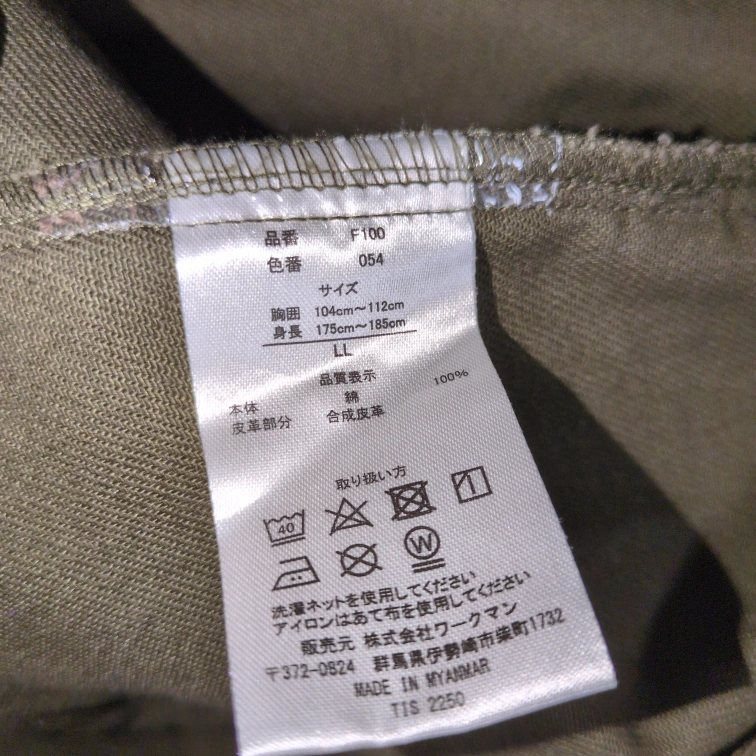 品番 F100
色番 054
サイズ
胸囲 104cm～112cm
身長 175cm～185cm
LL
品質表示
本体 綿 100%
皮革部分 合成皮革
取り扱い方
40
W
洗濯ネットを使用してください
アイロンはあて布を使用してください
販売元 株式会社ワークマン
〒372-0824 群馬県伊勢崎市柴町1732
MADE IN MYANMAR
TIS 2250